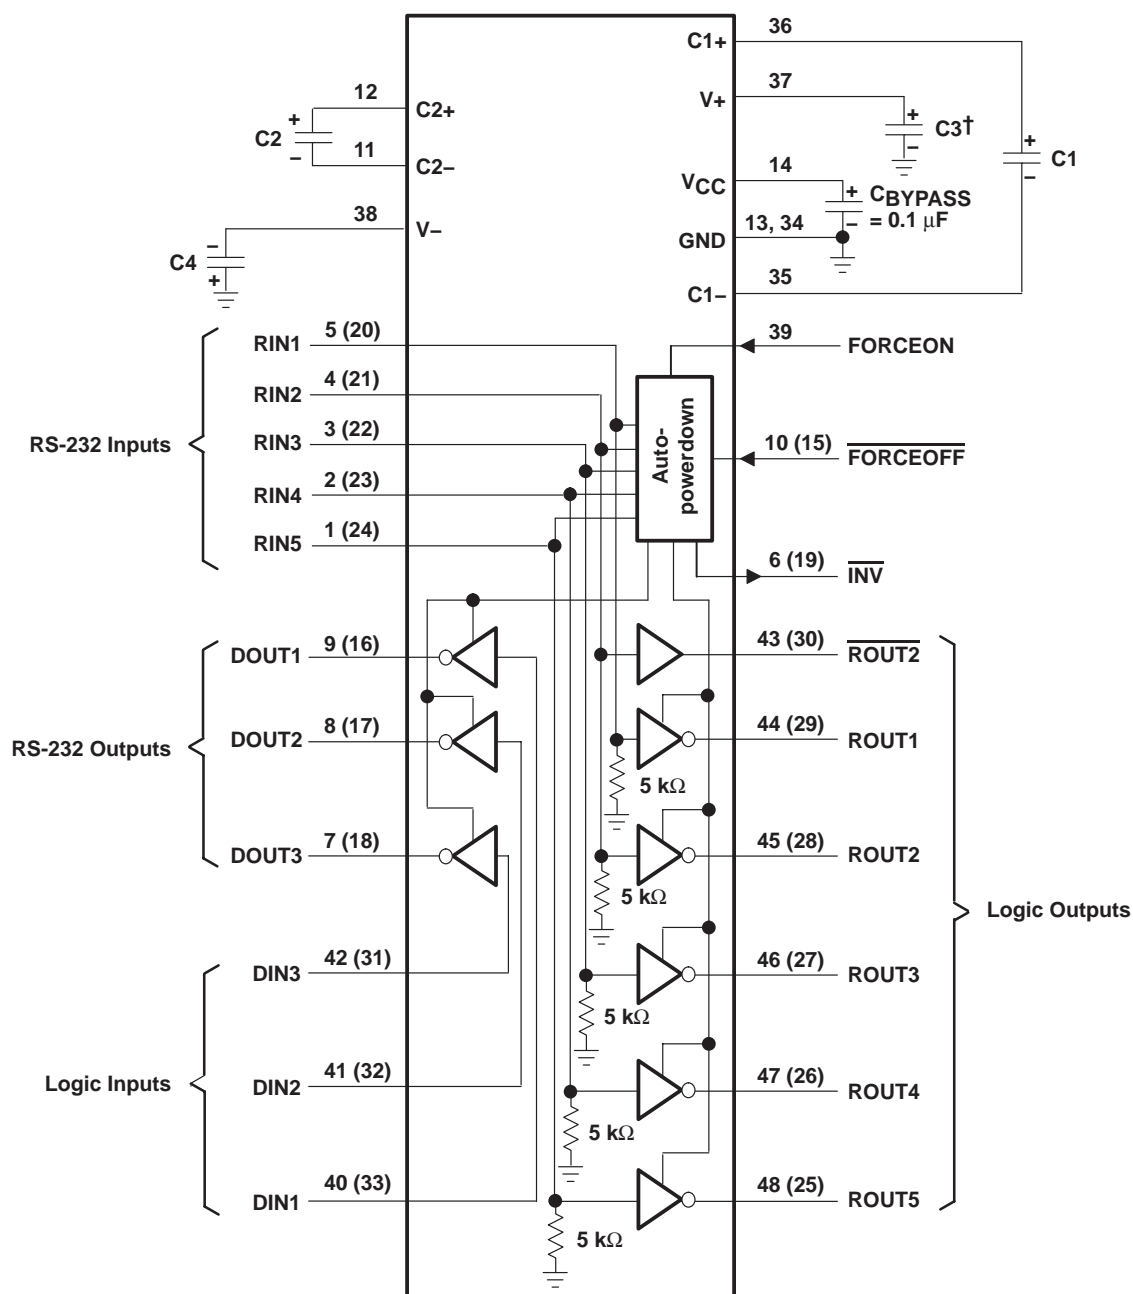 36
C1+
37
V+
12
C2+
+
C2
–
11
C2–
+
C3†
–
+
C1
–
14
VCC
+
CBYPASS
= 0.1 μF
–
38
V–
–
C4
+
13, 34
GND
35
C1–
RS-232 Inputs
RIN1
5 (20)
RIN2
4 (21)
RIN3
3 (22)
RIN4
2 (23)
RIN5
1 (24)
39
FORCEON
Auto-
powerdown
10 (15)
FORCEOFF
6 (19)
INV
RS-232 Outputs
DOUT1
9 (16)
DOUT2
8 (17)
DOUT3
7 (18)
43 (30)
ROUT2
44 (29)
ROUT1
5 kΩ
45 (28)
ROUT2
5 kΩ
46 (27)
ROUT3
5 kΩ
47 (26)
ROUT4
5 kΩ
48 (25)
ROUT5
5 kΩ
Logic Outputs
Logic Inputs
DIN3
42 (31)
DIN2
41 (32)
DIN1
40 (33)